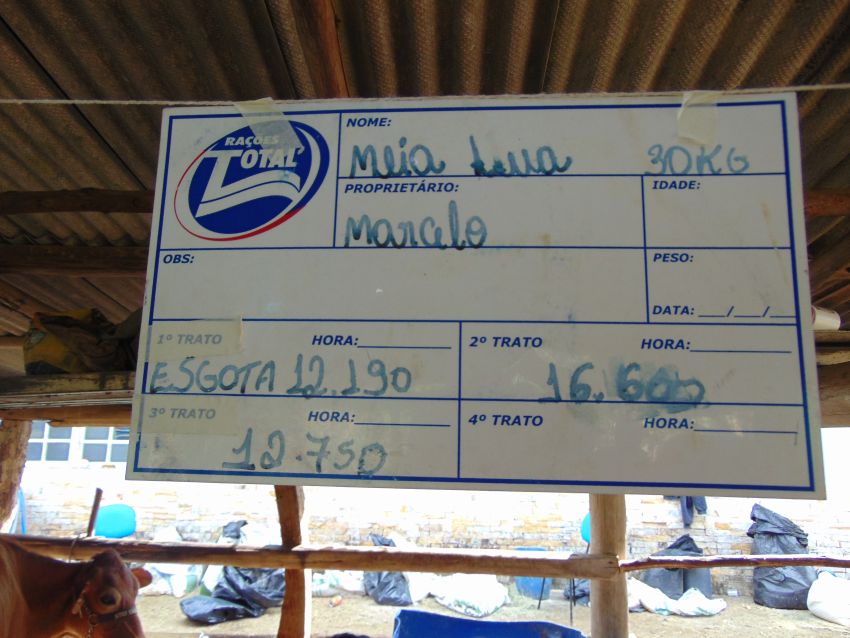 RAÇÕES
TOTAL
NOME:
Meia Lua 30KG
PROPRIETÁRIO:
Marcelo
IDADE:
OBS:
PESO:
DATA: ___/___/___
1º TRATO HORA:
ESGOTA 12.190
2º TRATO HORA:
16.600
3º TRATO HORA:
12.750
4º TRATO HORA: